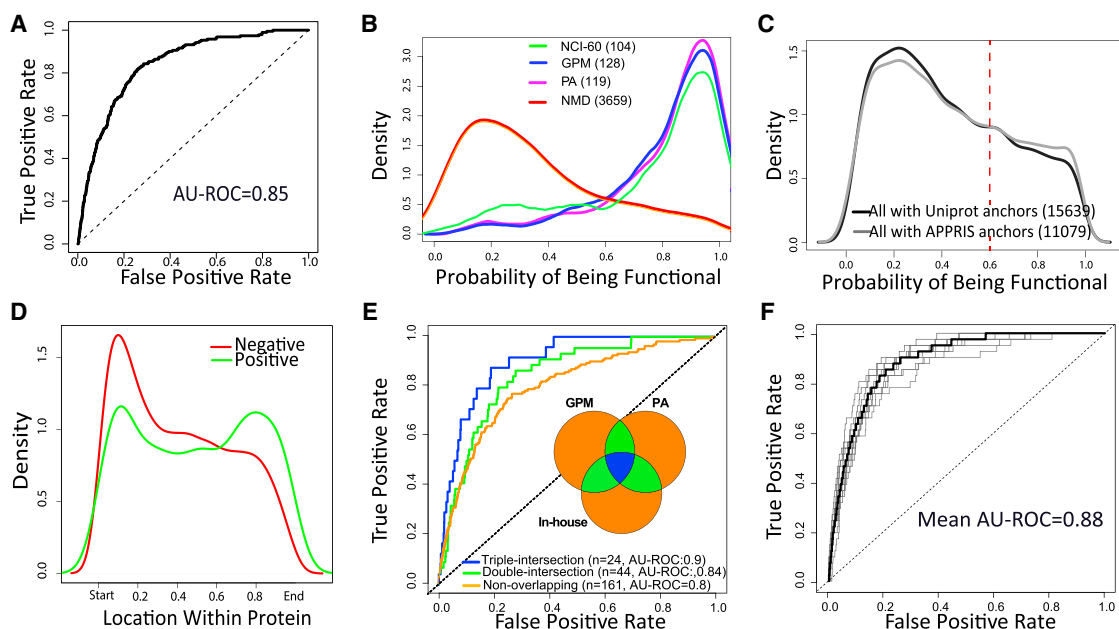 A
True Positive Rate
0.0 0.2 0.4 0.6 0.8 1.0
AU-ROC=0.85
0.0 0.2 0.4 0.6 0.8 1.0
False Positive Rate
B
Density
0.0 0.5 1.0 1.5 2.0 2.5 3.0
NCI-60 (104)
GPM (128)
PA (119)
NMD (3659)
0.0 0.2 0.4 0.6 0.8 1.0
Probability of Being Functional
C
Density
0.0 0.5 1.0 1.5
All with Uniprot anchors (15639)
All with APPRIS anchors (11079)
0.0 0.2 0.4 0.6 0.8 1.0
Probability of Being Functional
D
Density
0.0 0.5 1.0 1.5
Negative
Positive
Start 0.2 0.4 0.6 0.8 End
Location Within Protein
E
True Positive Rate
0.0 0.2 0.4 0.6 0.8 1.0
GPM PA
In-house
Triple-intersection (n=24, AU-ROC:0.9)
Double-intersection (n=44, AU-ROC:,0.84)
Non-overlapping (n=161, AU-ROC=0.8)
0.0 0.2 0.4 0.6 0.8 1.0
False Positive Rate
F
True Positive Rate
0.0 0.2 0.4 0.6 0.8 1.0
Mean AU-ROC=0.88
0.0 0.2 0.4 0.6 0.8 1.0
False Positive Rate